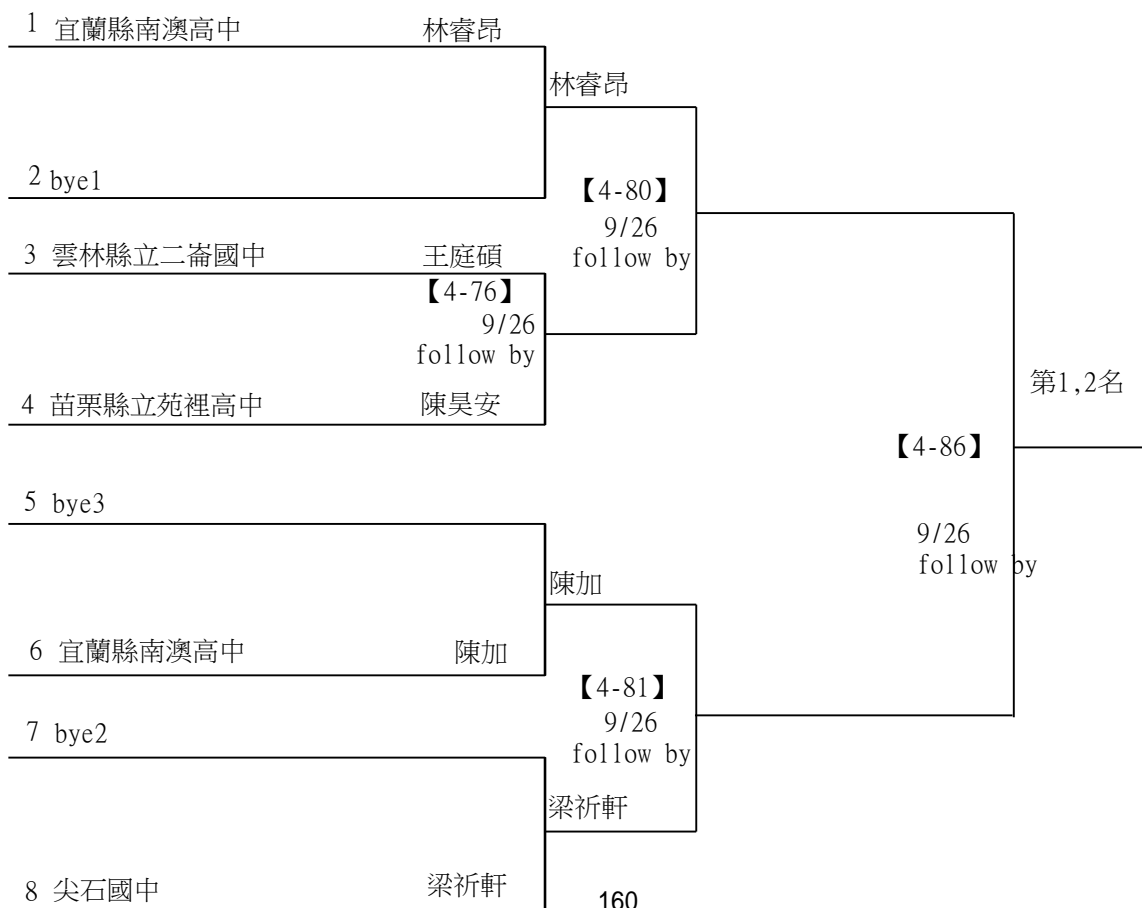 1 宜蘭縣南澳高中 林睿昂
林睿昂
2 bye1
【4-80】
9/26
follow by
3 雲林縣立二崙國中 王庭碩
【4-76】
9/26
follow by
4 苗栗縣立苑裡高中 陳昊安
第1,2名
【4-86】
9/26
follow by
5 bye3
陳加
6 宜蘭縣南澳高中 陳加
【4-81】
9/26
follow by
7 bye2
梁祈軒
8 尖石國中 梁祈軒
160